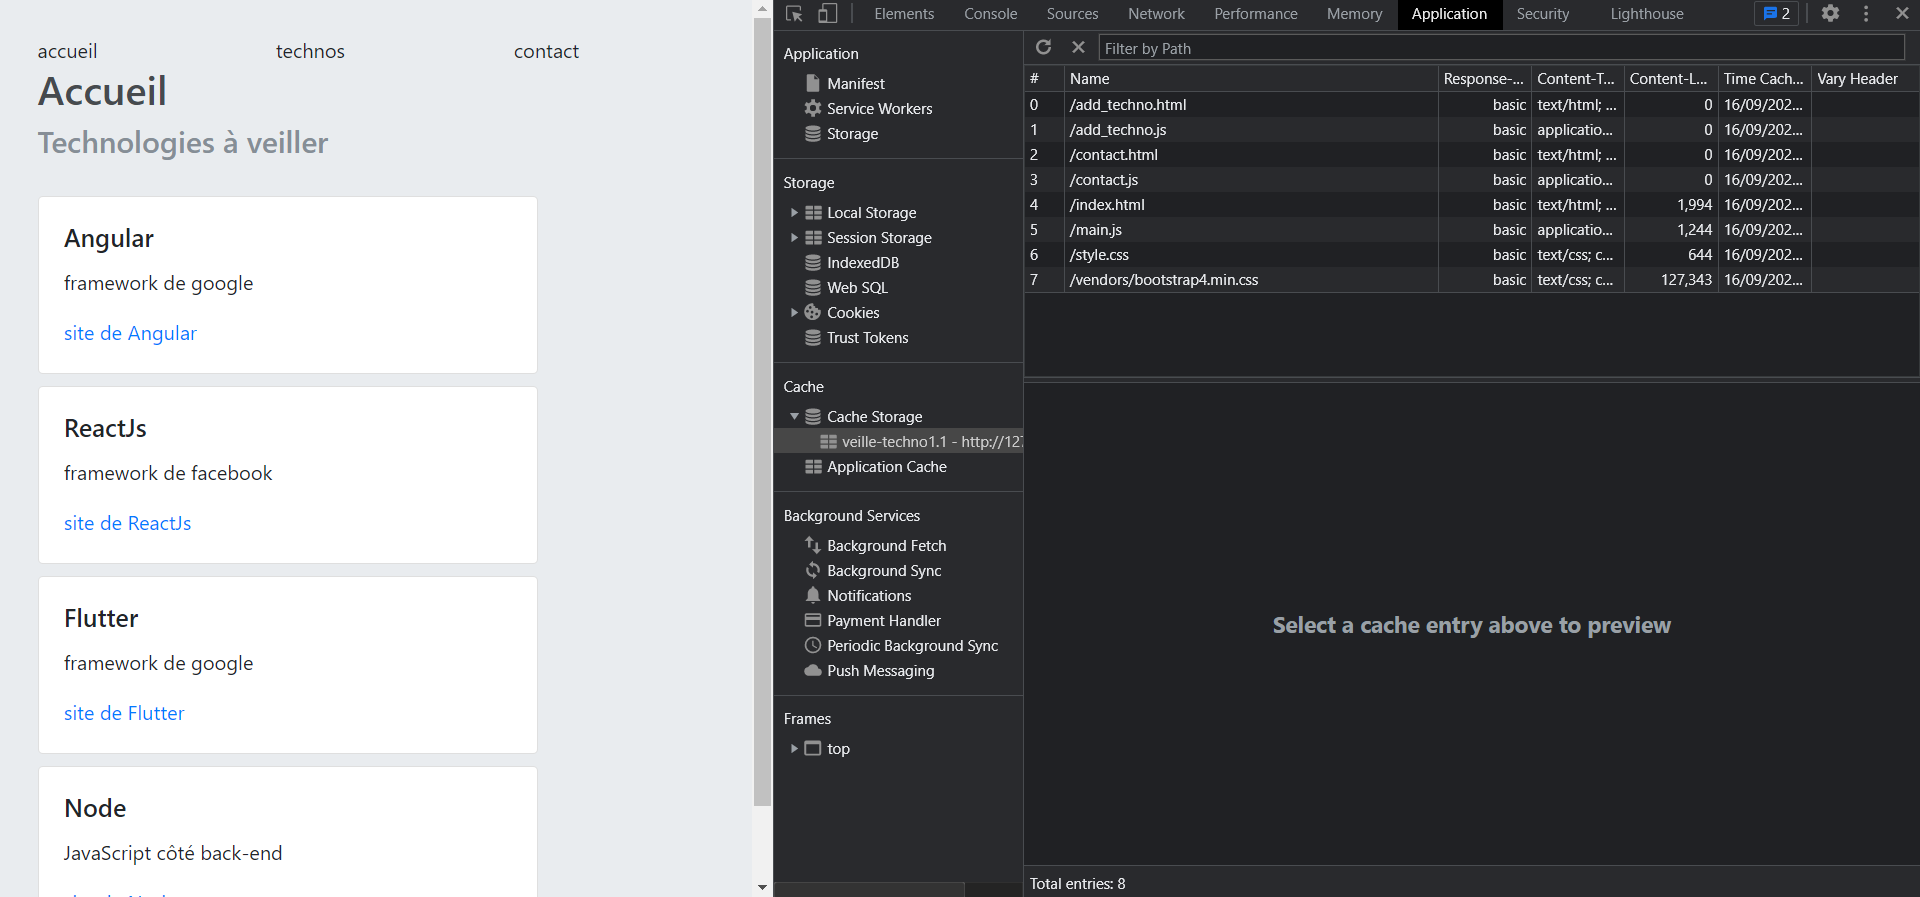 accueil technos contact
Accueil
Technologies à veiller
Angular
framework de google
site de Angular
ReactJs
framework de facebook
site de ReactJs
Flutter
framework de google
site de Flutter
Node
JavaScript côté back-end
Elements Console Sources Network Performance Memory Application Security Lighthouse 2
Application
Manifest
Service Workers
Storage
Storage
Local Storage
Session Storage
IndexedDB
Web SQL
Cookies
Trust Tokens
Cache
Cache Storage
veille-techno1.1 - http://127
Application Cache
Background Services
Background Fetch
Background Sync
Notifications
Payment Handler
Periodic Background Sync
Push Messaging
Frames
top
Filter by Path
# Name Response-... Content-T... Content-L... Time Cach... Vary Header
0 /add_techno.html basic text/html; ... 0 16/09/202...
1 /add_techno.js basic applicatio... 0 16/09/202...
2 /contact.html basic text/html; ... 0 16/09/202...
3 /contact.js basic applicatio... 0 16/09/202...
4 /index.html basic text/html; ... 1,994 16/09/202...
5 /main.js basic applicatio... 1,244 16/09/202...
6 /style.css basic text/css; c... 644 16/09/202...
7 /vendors/bootstrap4.min.css basic text/css; c... 127,343 16/09/202...
Select a cache entry above to preview
Total entries: 8